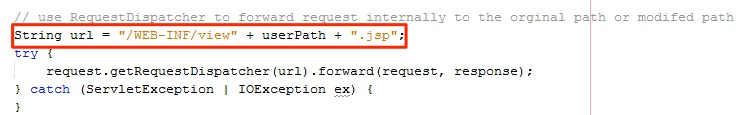 // use RequestDispatcher to forward request internally to the orginal path or modifed path
String url = "/WEB-INF/view" + userPath + ".jsp";
try {
    request.getRequestDispatcher(url).forward(request, response);
} catch (ServletException | IOException ex) {
}